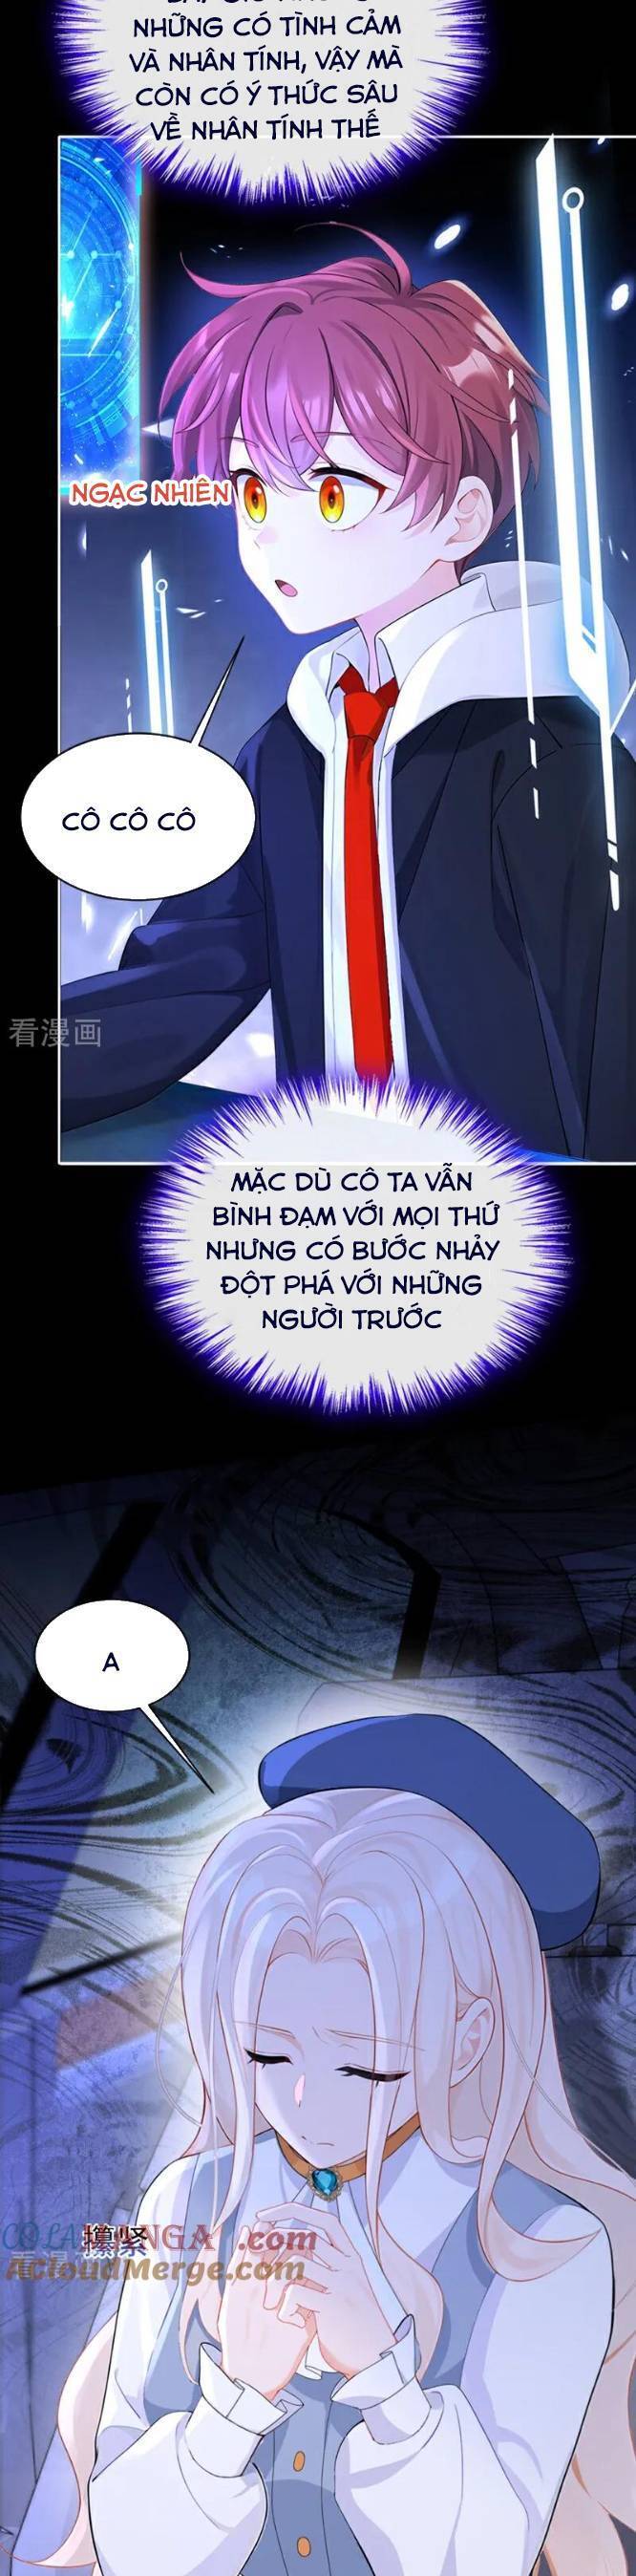 NHỮNG CÓ TÌNH CẢM
VÀ NHÂN TÍNH, VẬY MÀ
CÒN CÓ Ý THỨC SÂU
VỀ NHÂN TÍNH THẾ
NGẠC NHIÊN
CÔ CÔ CÔ
看漫画
MẶC DÙ CÔ TA VẪN
BÌNH ĐẠM VỚI MỌI THỨ
NHƯNG CÓ BƯỚC NHẢY
ĐỘT PHÁ VỚI NHỮNG
NGƯỜI TRƯỚC
A
攥紧
COLAMANGA.com
AcloudMerge.com